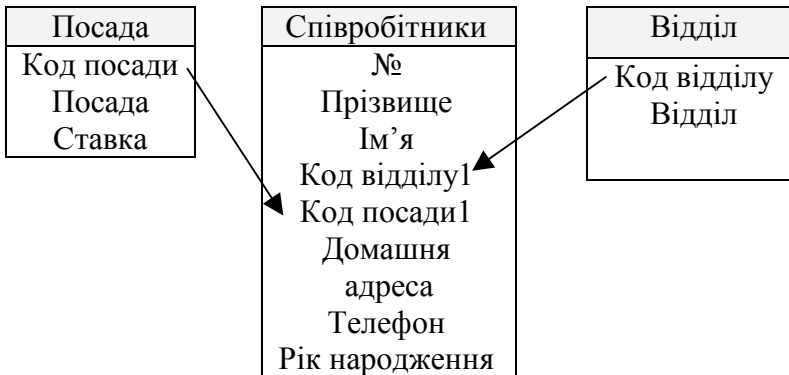 Посада
Код посади
Посада
Ставка
Співробітники
№
Прізвище
Ім’я
Код відділу1
Код посади1
Домашня
адреса
Телефон
Рік народження
Відділ
Код відділу
Відділ